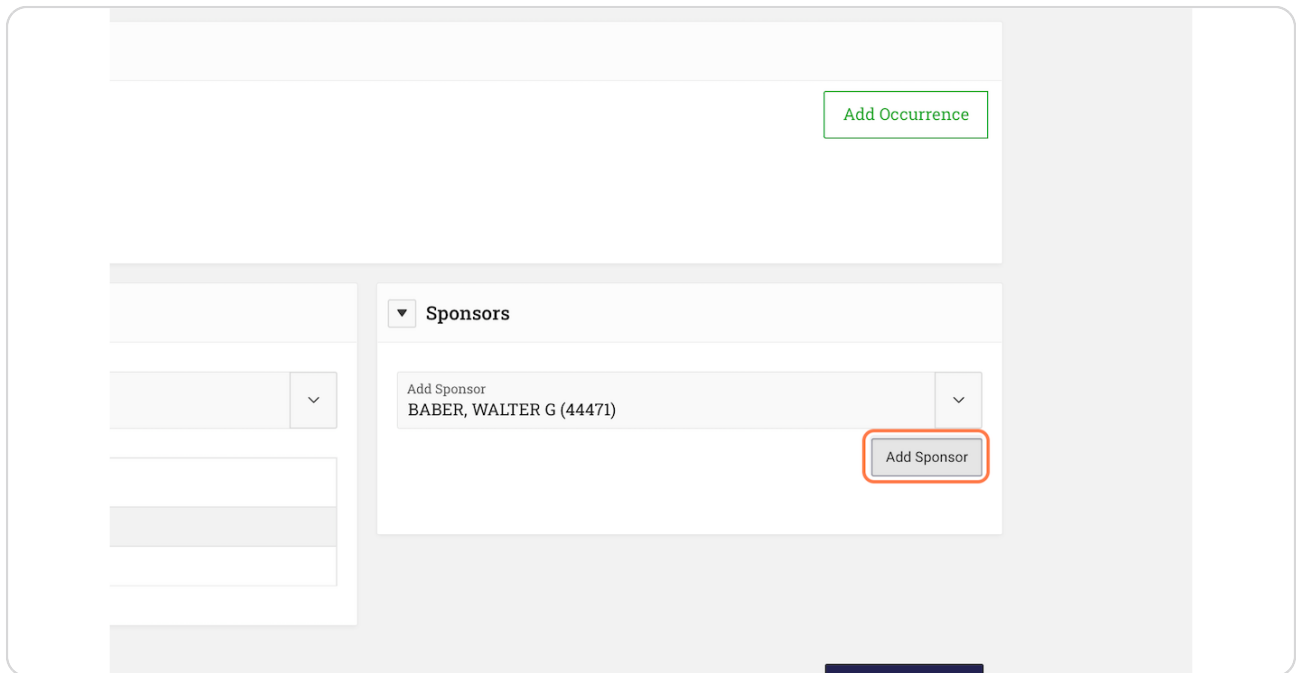 Add Occurrence
Sponsors
Add Sponsor
BABER, WALTER G (44471)
Add Sponsor